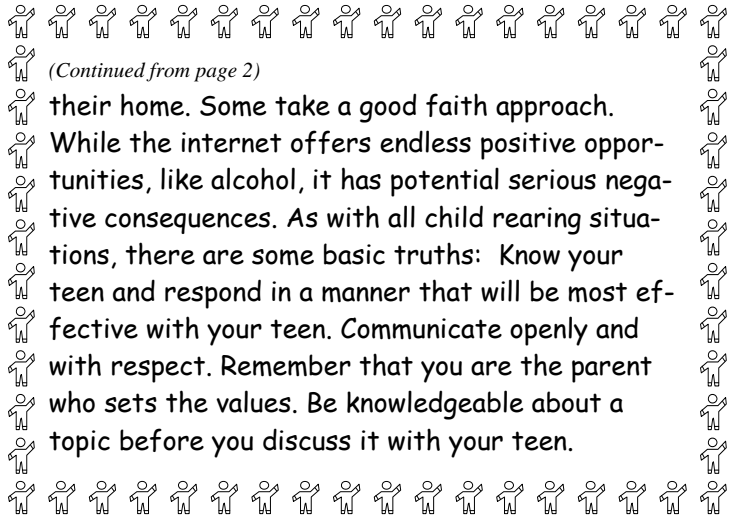 (Continued from page 2)
their home. Some take a good faith approach.
While the internet offers endless positive oppor-
tunities, like alcohol, it has potential serious nega-
tive consequences. As with all child rearing situa-
tions, there are some basic truths:  Know your
teen and respond in a manner that will be most ef-
fective with your teen. Communicate openly and
with respect. Remember that you are the parent
who sets the values. Be knowledgeable about a
topic before you discuss it with your teen.